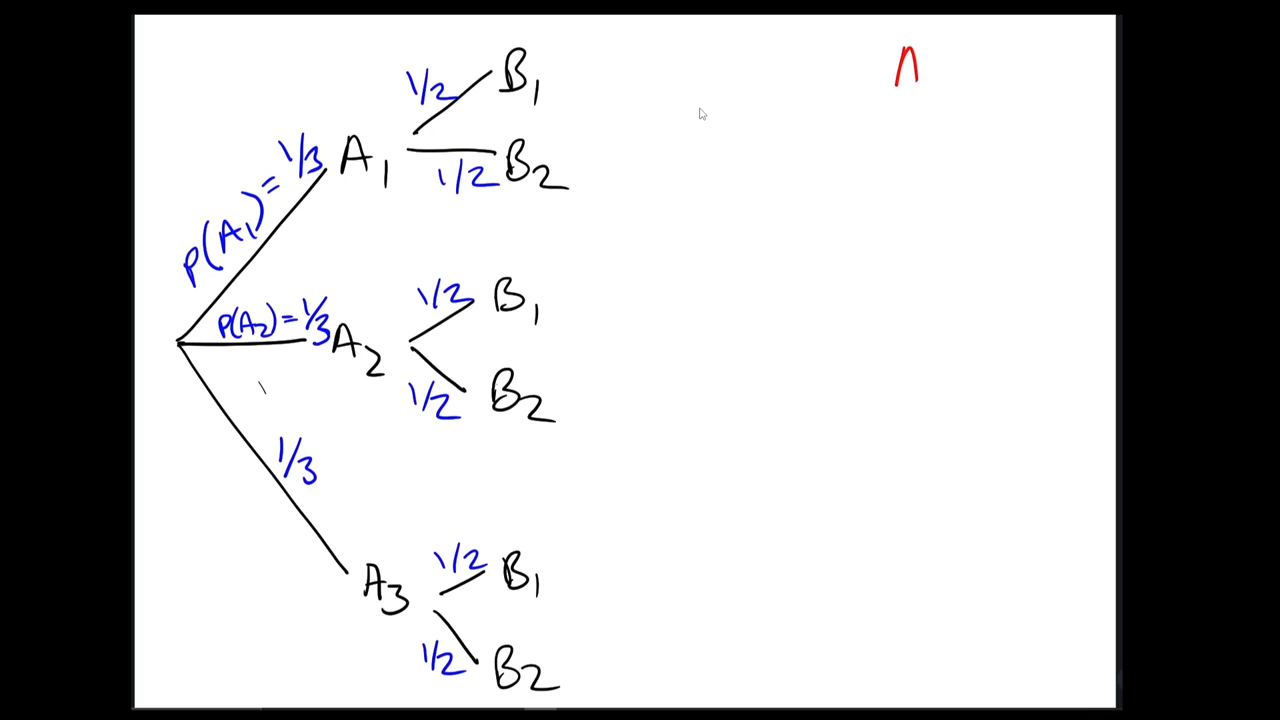 ∩
1/2 B1
P(A1) = 1/3 A1
1/2 B2
1/2 B1
P(A2) = 1/3 A2
1/2 B2
1/3
A3 1/2 B1
1/2 B2